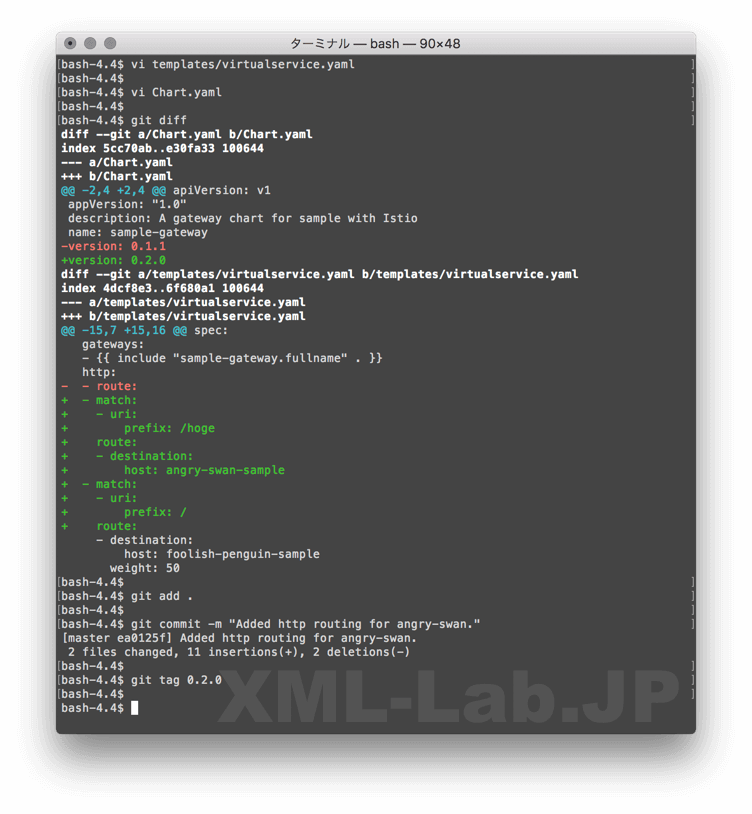 ターミナル — bash — 90×48
[bash-4.4$ vi templates/virtualservice.yaml ]
[bash-4.4$ ]
[bash-4.4$ vi Chart.yaml ]
[bash-4.4$ ]
[bash-4.4$ git diff ]
diff --git a/Chart.yaml b/Chart.yaml
index 5cc70ab..e30fa33 100644
--- a/Chart.yaml
+++ b/Chart.yaml
@@ -2,4 +2,4 @@ apiVersion: v1
 appVersion: "1.0"
 description: A gateway chart for sample with Istio
 name: sample-gateway
-version: 0.1.1
+version: 0.2.0
diff --git a/templates/virtualservice.yaml b/templates/virtualservice.yaml
index 4dcf8e3..6f680a1 100644
--- a/templates/virtualservice.yaml
+++ b/templates/virtualservice.yaml
@@ -15,7 +15,16 @@ spec:
   gateways:
   - {{ include "sample-gateway.fullname" . }}
   http:
-  - route:
+  - match:
+    - uri:
+        prefix: /hoge
+    route:
+    - destination:
+        host: angry-swan-sample
+  - match:
+    - uri:
+        prefix: /
+    route:
     - destination:
         host: foolish-penguin-sample
       weight: 50
[bash-4.4$ ]
[bash-4.4$ git add . ]
[bash-4.4$ ]
[bash-4.4$ git commit -m "Added http routing for angry-swan." ]
[master ea0125f] Added http routing for angry-swan.
 2 files changed, 11 insertions(+), 2 deletions(-)
[bash-4.4$ ]
[bash-4.4$ git tag 0.2.0 ]
[bash-4.4$ ]
bash-4.4$
XML-Lab.JP